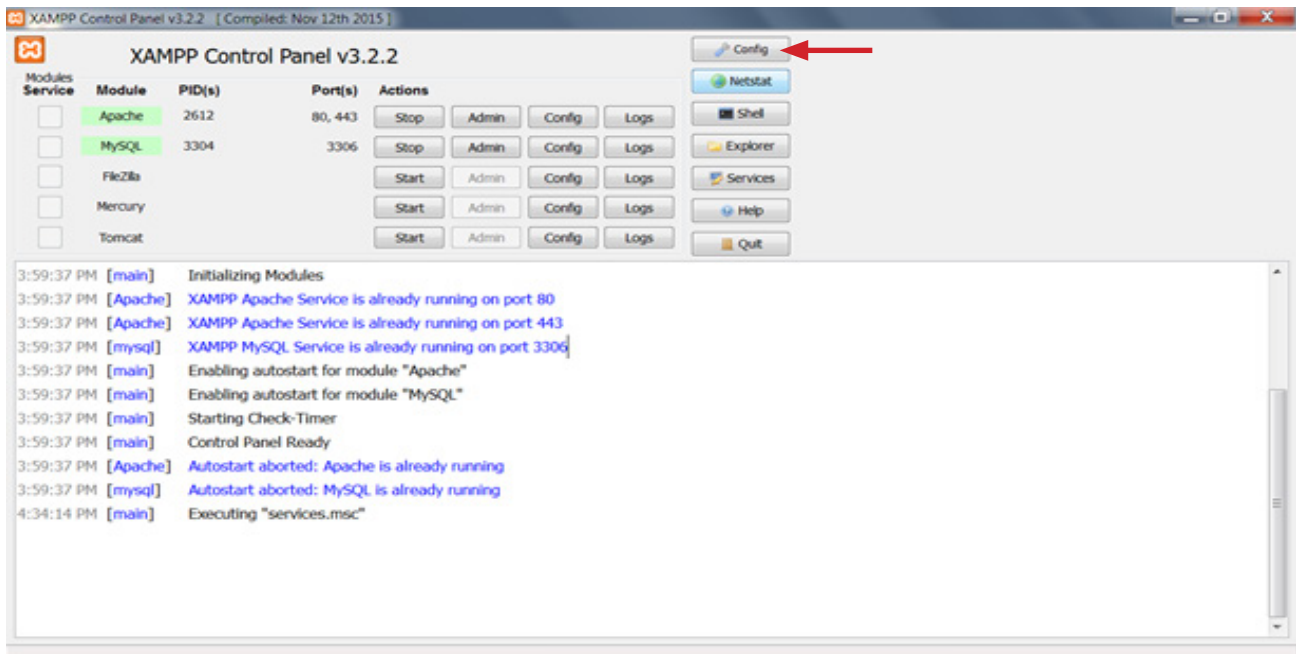 XAMPP Control Panel v3.2.2 [ Compiled: Nov 12th 2015 ]
XAMPP Control Panel v3.2.2
Config
Modules
Service Module PID(s) Port(s) Actions
Netstat
Apache 2612 80, 443 Stop Admin Config Logs
Shell
MySQL 3304 3306 Stop Admin Config Logs
Explorer
FileZilla Start Admin Config Logs
Services
Mercury Start Admin Config Logs
Help
Tomcat Start Admin Config Logs
Quit
3:59:37 PM [main] Initializing Modules
3:59:37 PM [Apache] XAMPP Apache Service is already running on port 80
3:59:37 PM [Apache] XAMPP Apache Service is already running on port 443
3:59:37 PM [mysql] XAMPP MySQL Service is already running on port 3306
3:59:37 PM [main] Enabling autostart for module "Apache"
3:59:37 PM [main] Enabling autostart for module "MySQL"
3:59:37 PM [main] Starting Check-Timer
3:59:37 PM [main] Control Panel Ready
3:59:37 PM [Apache] Autostart aborted: Apache is already running
3:59:37 PM [mysql] Autostart aborted: MySQL is already running
4:34:14 PM [main] Executing "services.msc"